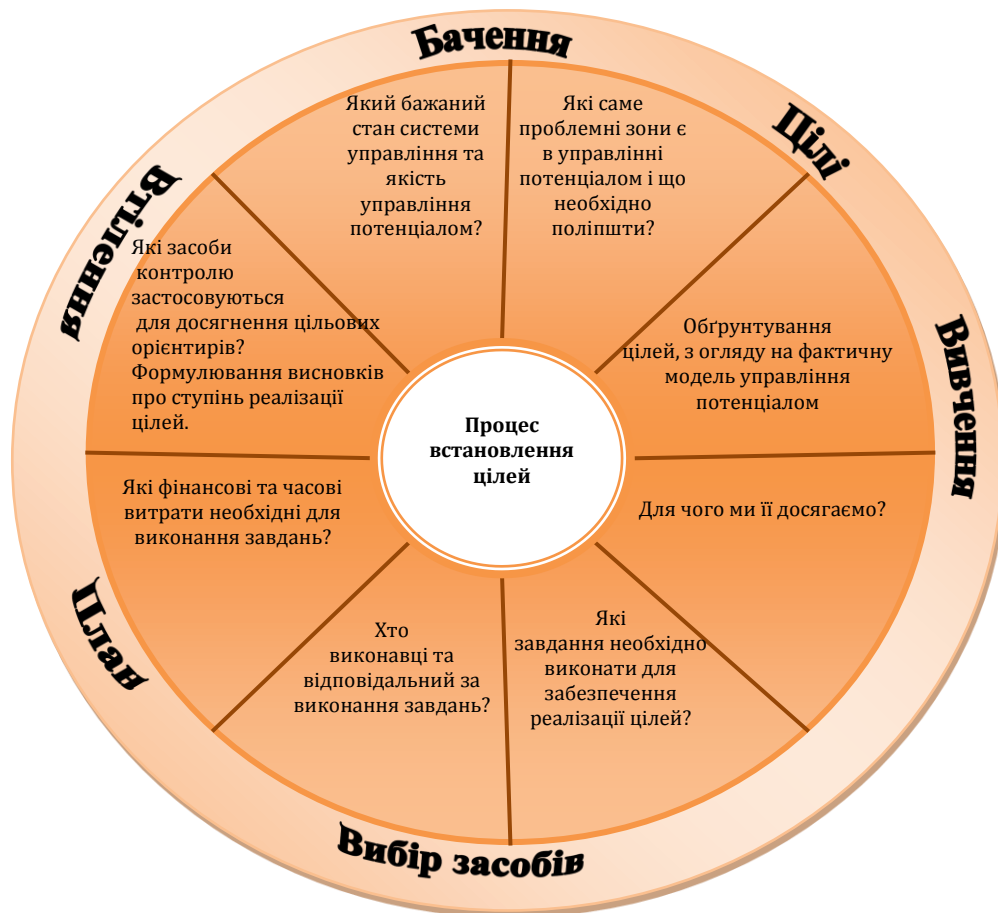 Бачення
Цілі
Вивчення
Вибір засобів
План
Втілення
Який бажаний
стан системи
управління та
якість
управління
потенціалом?
Які саме
проблемні зони є
в управлінні
потенціалом і що
необхідно
поліпшти?
Обґрунтування
цілей, з огляду на фактичну
модель управління
потенціалом
Для чого ми її досягаємо?
Які
завдання необхідно
виконати для
забезпечення
реалізації цілей?
Хто
виконавці та
відповідальний за
виконання завдань?
Які фінансові та часові
витрати необхідні для
виконання завдань?
Які засоби
контролю
застосовуються
для досягнення цільових
орієнтирів?
Формулювання висновків
про ступінь реалізації
цілей.
Процес
встановлення
цілей